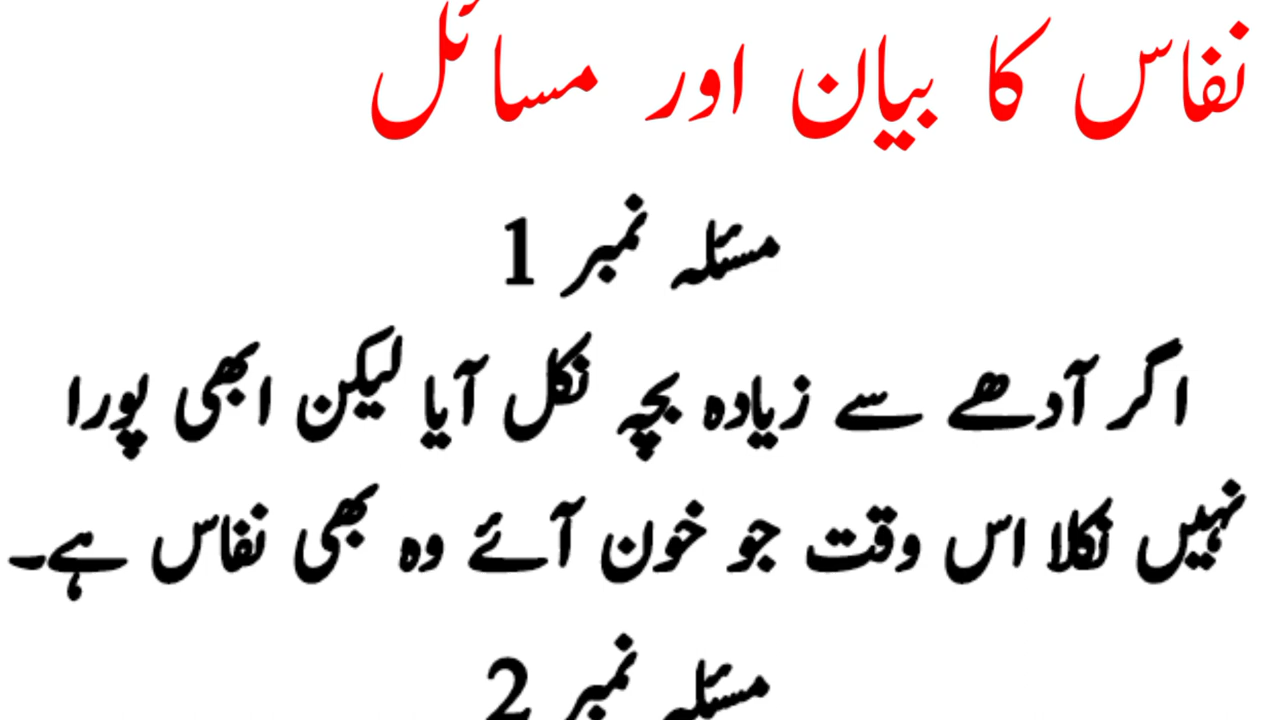 نفاس کا بیان اور مسائل
مسئلہ نمبر 1
اگر آدھے سے زیادہ بچہ نکل آیا لیکن ابھی پورا
نہیں نکلا اس وقت جو خون آئے وہ بھی نفاس ہے۔
مسئلہ نمبر 2